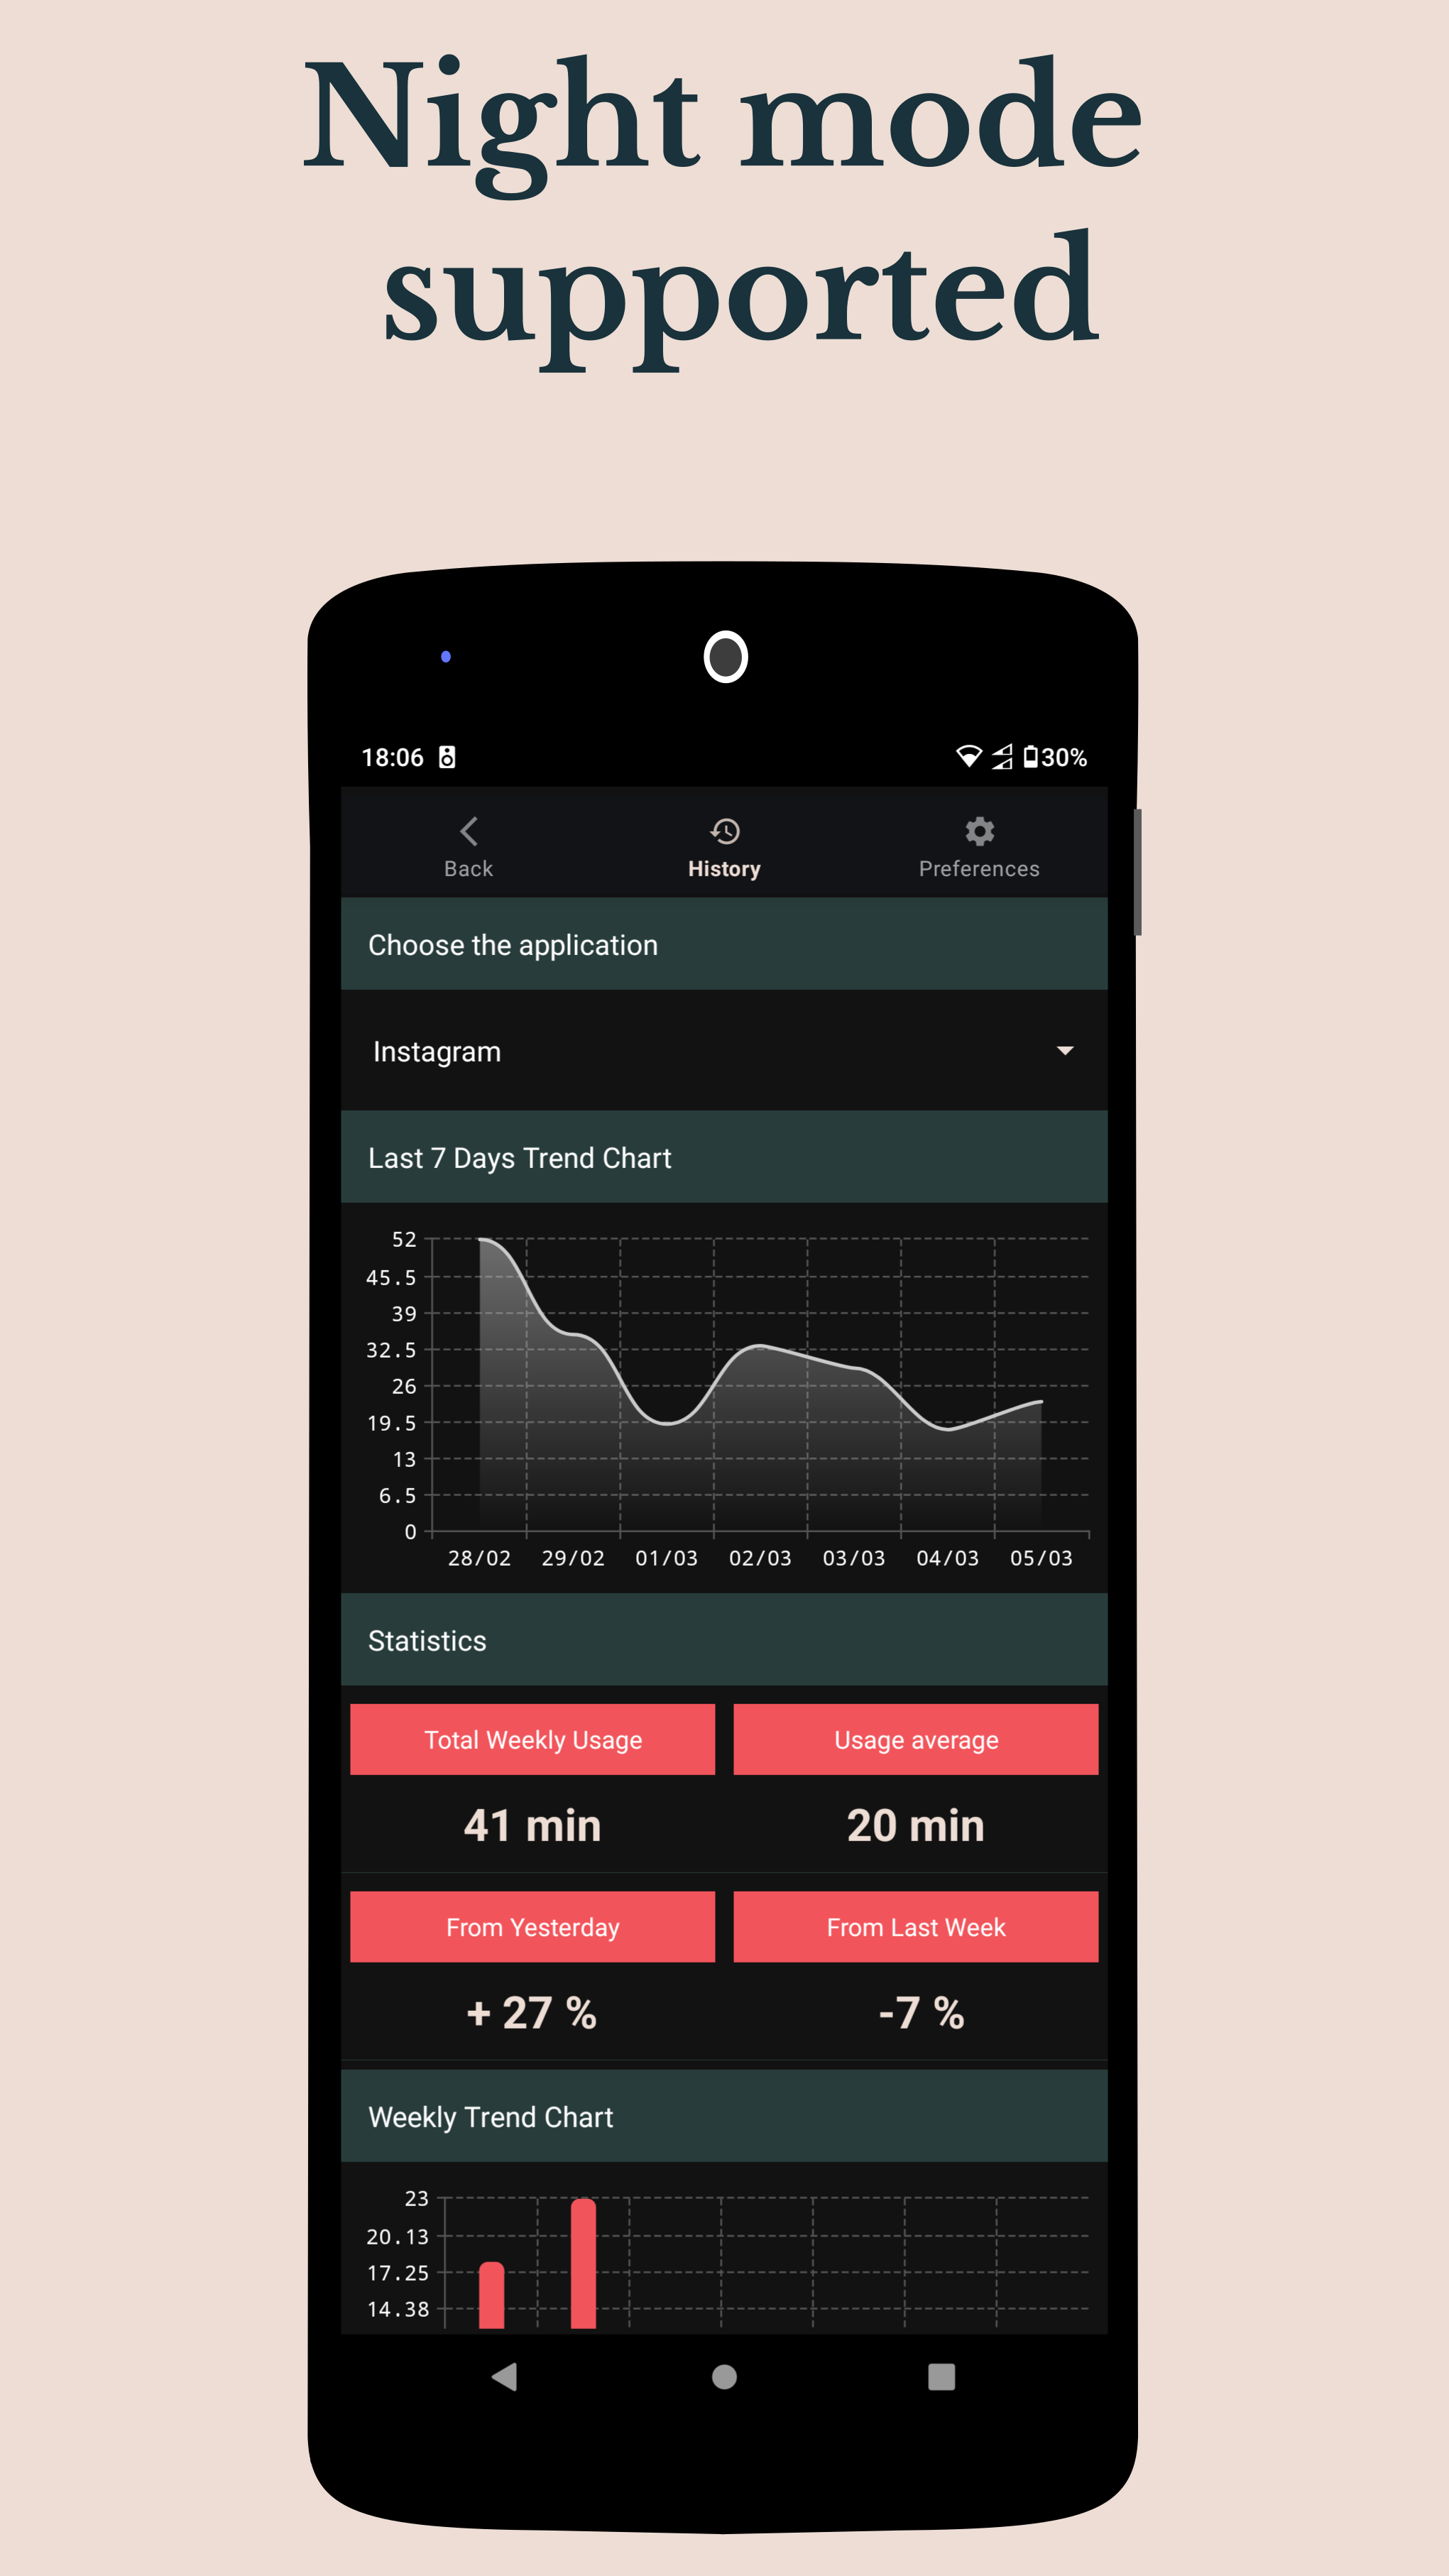 Night mode
supported
18:06 30%
Back History Preferences
Choose the application
Instagram
Last 7 Days Trend Chart
52
45.5
39
32.5
26
19.5
13
6.5
0
28/02 29/02 01/03 02/03 03/03 04/03 05/03
Statistics
Total Weekly Usage Usage average
41 min 20 min
From Yesterday From Last Week
+ 27 % -7 %
Weekly Trend Chart
23
20.13
17.25
14.38